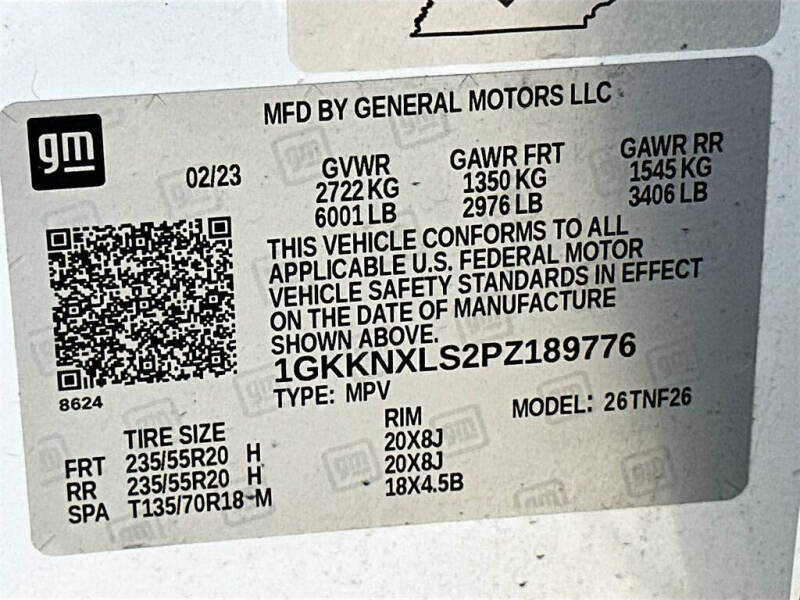 gm
MFD BY GENERAL MOTORS LLC
02/23
GVWR GAWR FRT GAWR RR
2722 KG 1350 KG 1545 KG
6001 LB 2976 LB 3406 LB
THIS VEHICLE CONFORMS TO ALL
APPLICABLE U.S. FEDERAL MOTOR
VEHICLE SAFETY STANDARDS IN EFFECT
ON THE DATE OF MANUFACTURE
SHOWN ABOVE.
1GKKNXLS2PZ189776
8624
TYPE: MPV MODEL: 26TNF26
TIRE SIZE RIM
FRT 235/55R20 H 20X8J
RR 235/55R20 H 20X8J
SPA T135/70R18 M 18X4.5B